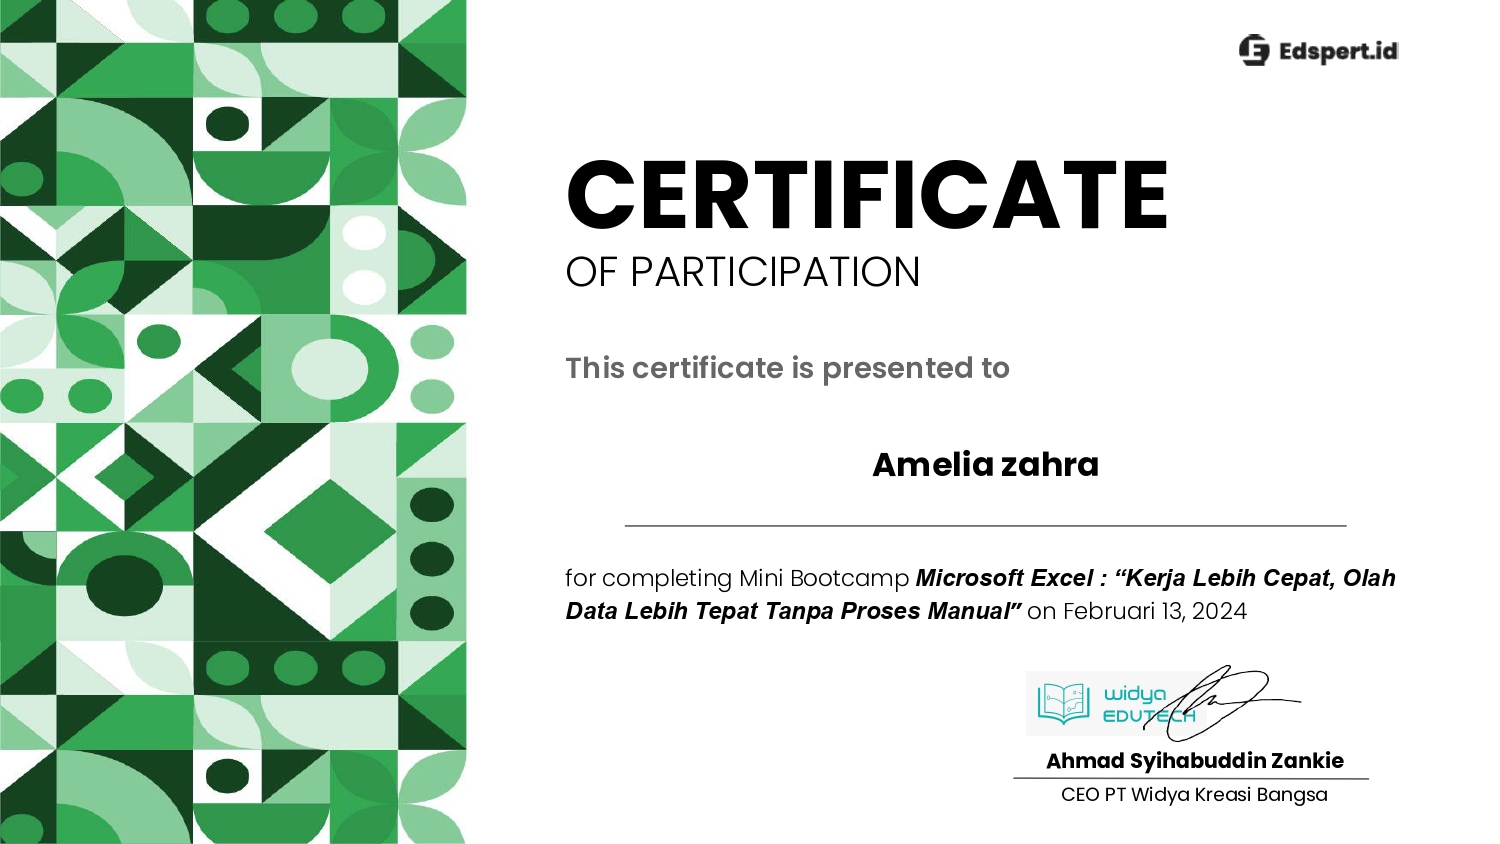 Edspert.id
CERTIFICATE
OF PARTICIPATION
This certificate is presented to
Amelia zahra
for completing Mini Bootcamp Microsoft Excel : “Kerja Lebih Cepat, Olah
Data Lebih Tepat Tanpa Proses Manual” on Februari 13, 2024
widya
EDUTECH
Ahmad Syihabuddin Zankie
CEO PT Widya Kreasi Bangsa